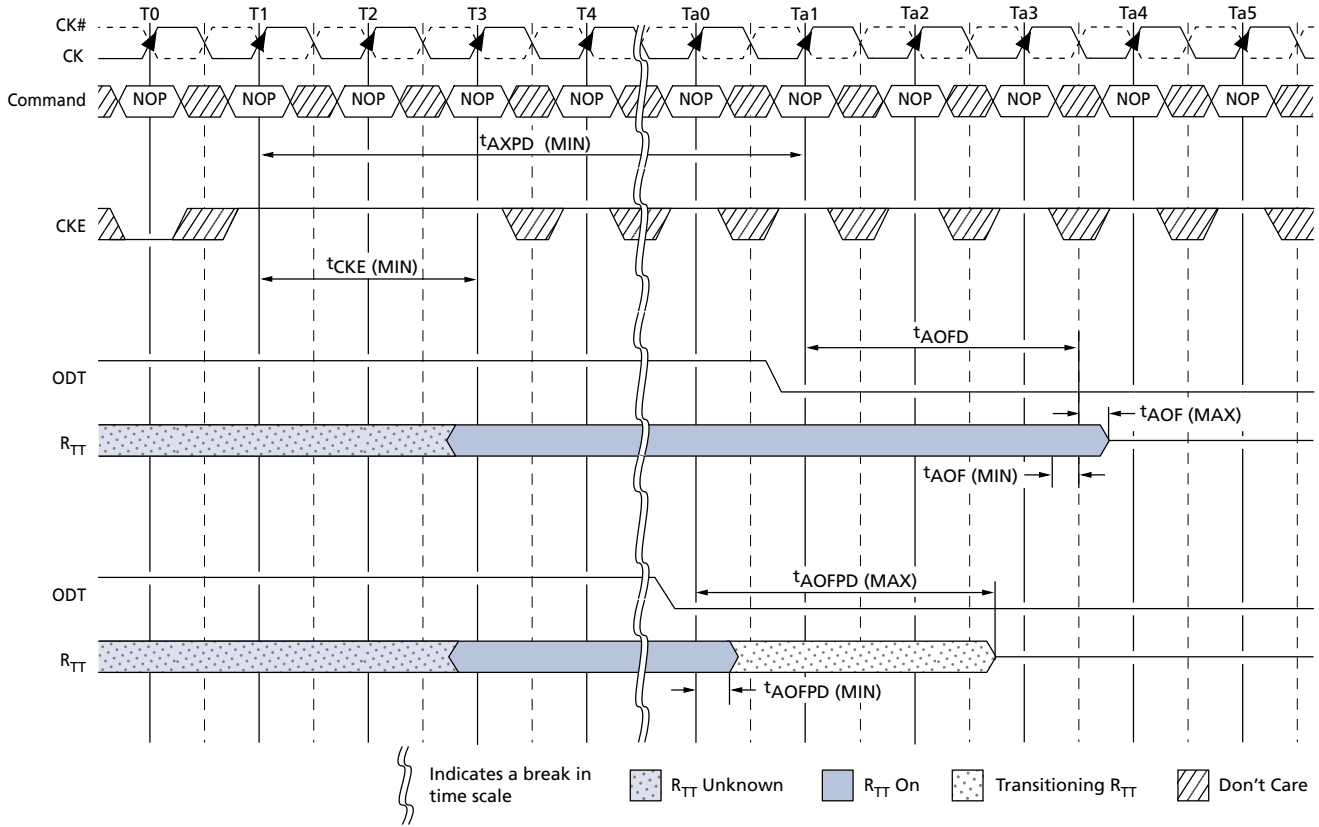 T0 T1 T2 T3 T4 Ta0 Ta1 Ta2 Ta3 Ta4 Ta5
CK#
CK
Command NOP NOP NOP NOP NOP NOP NOP NOP NOP NOP NOP
tAXPD (MIN)
CKE
tCKE (MIN)
tAOFD
ODT
tAOF (MAX)
RTT
tAOF (MIN)
tAOFPD (MAX)
ODT
RTT
tAOFPD (MIN)
Indicates a break in
time scale
RTT Unknown
RTT On
Transitioning RTT
Don't Care